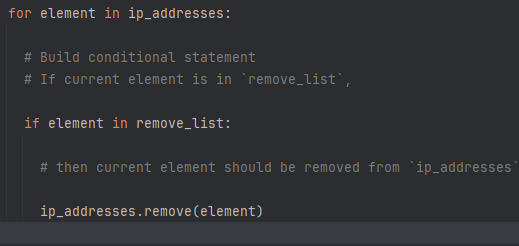 for element in ip_addresses:
# Build conditional statement
# If current element is in `remove_list`,
if element in remove_list:
# then current element should be removed from `ip_addresses`
ip_addresses.remove(element)